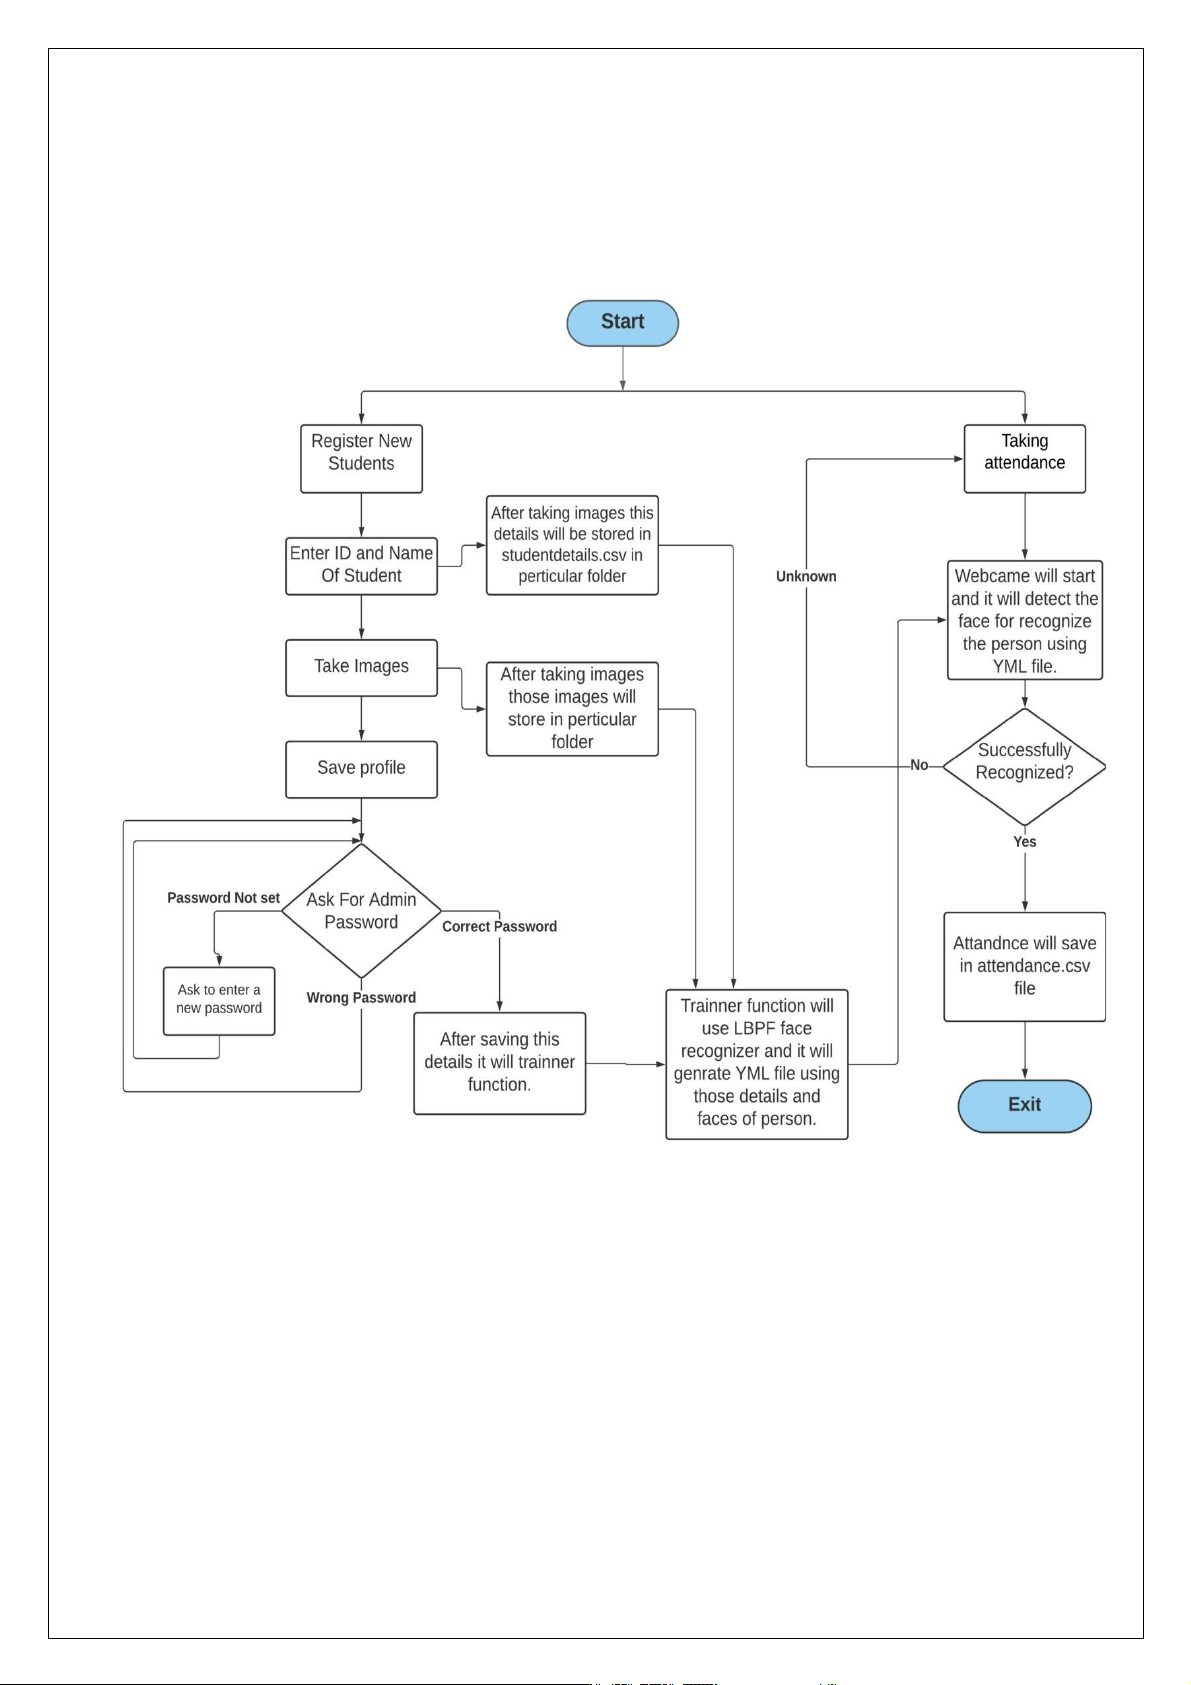 Start
Register New
Students
Taking
attendance
Enter ID and Name
Of Student
After taking images this
details will be stored in
studentdetails.csv in
perticular folder
Unknown
Webcame will start
and it will detect the
face for recognize
the person using
YML file.
Take Images
After taking images
those images will
store in perticular
folder
Save profile
Successfully
Recognized?
No
Yes
Password Not set
Ask For Admin
Password
Correct Password
Wrong Password
Ask to enter a
new password
After saving this
details it will trainner
function.
Trainner function will
use LBPF face
recognizer and it will
genrate YML file using
those details and
faces of person.
Attandnce will save
in attendance.csv
file
Exit